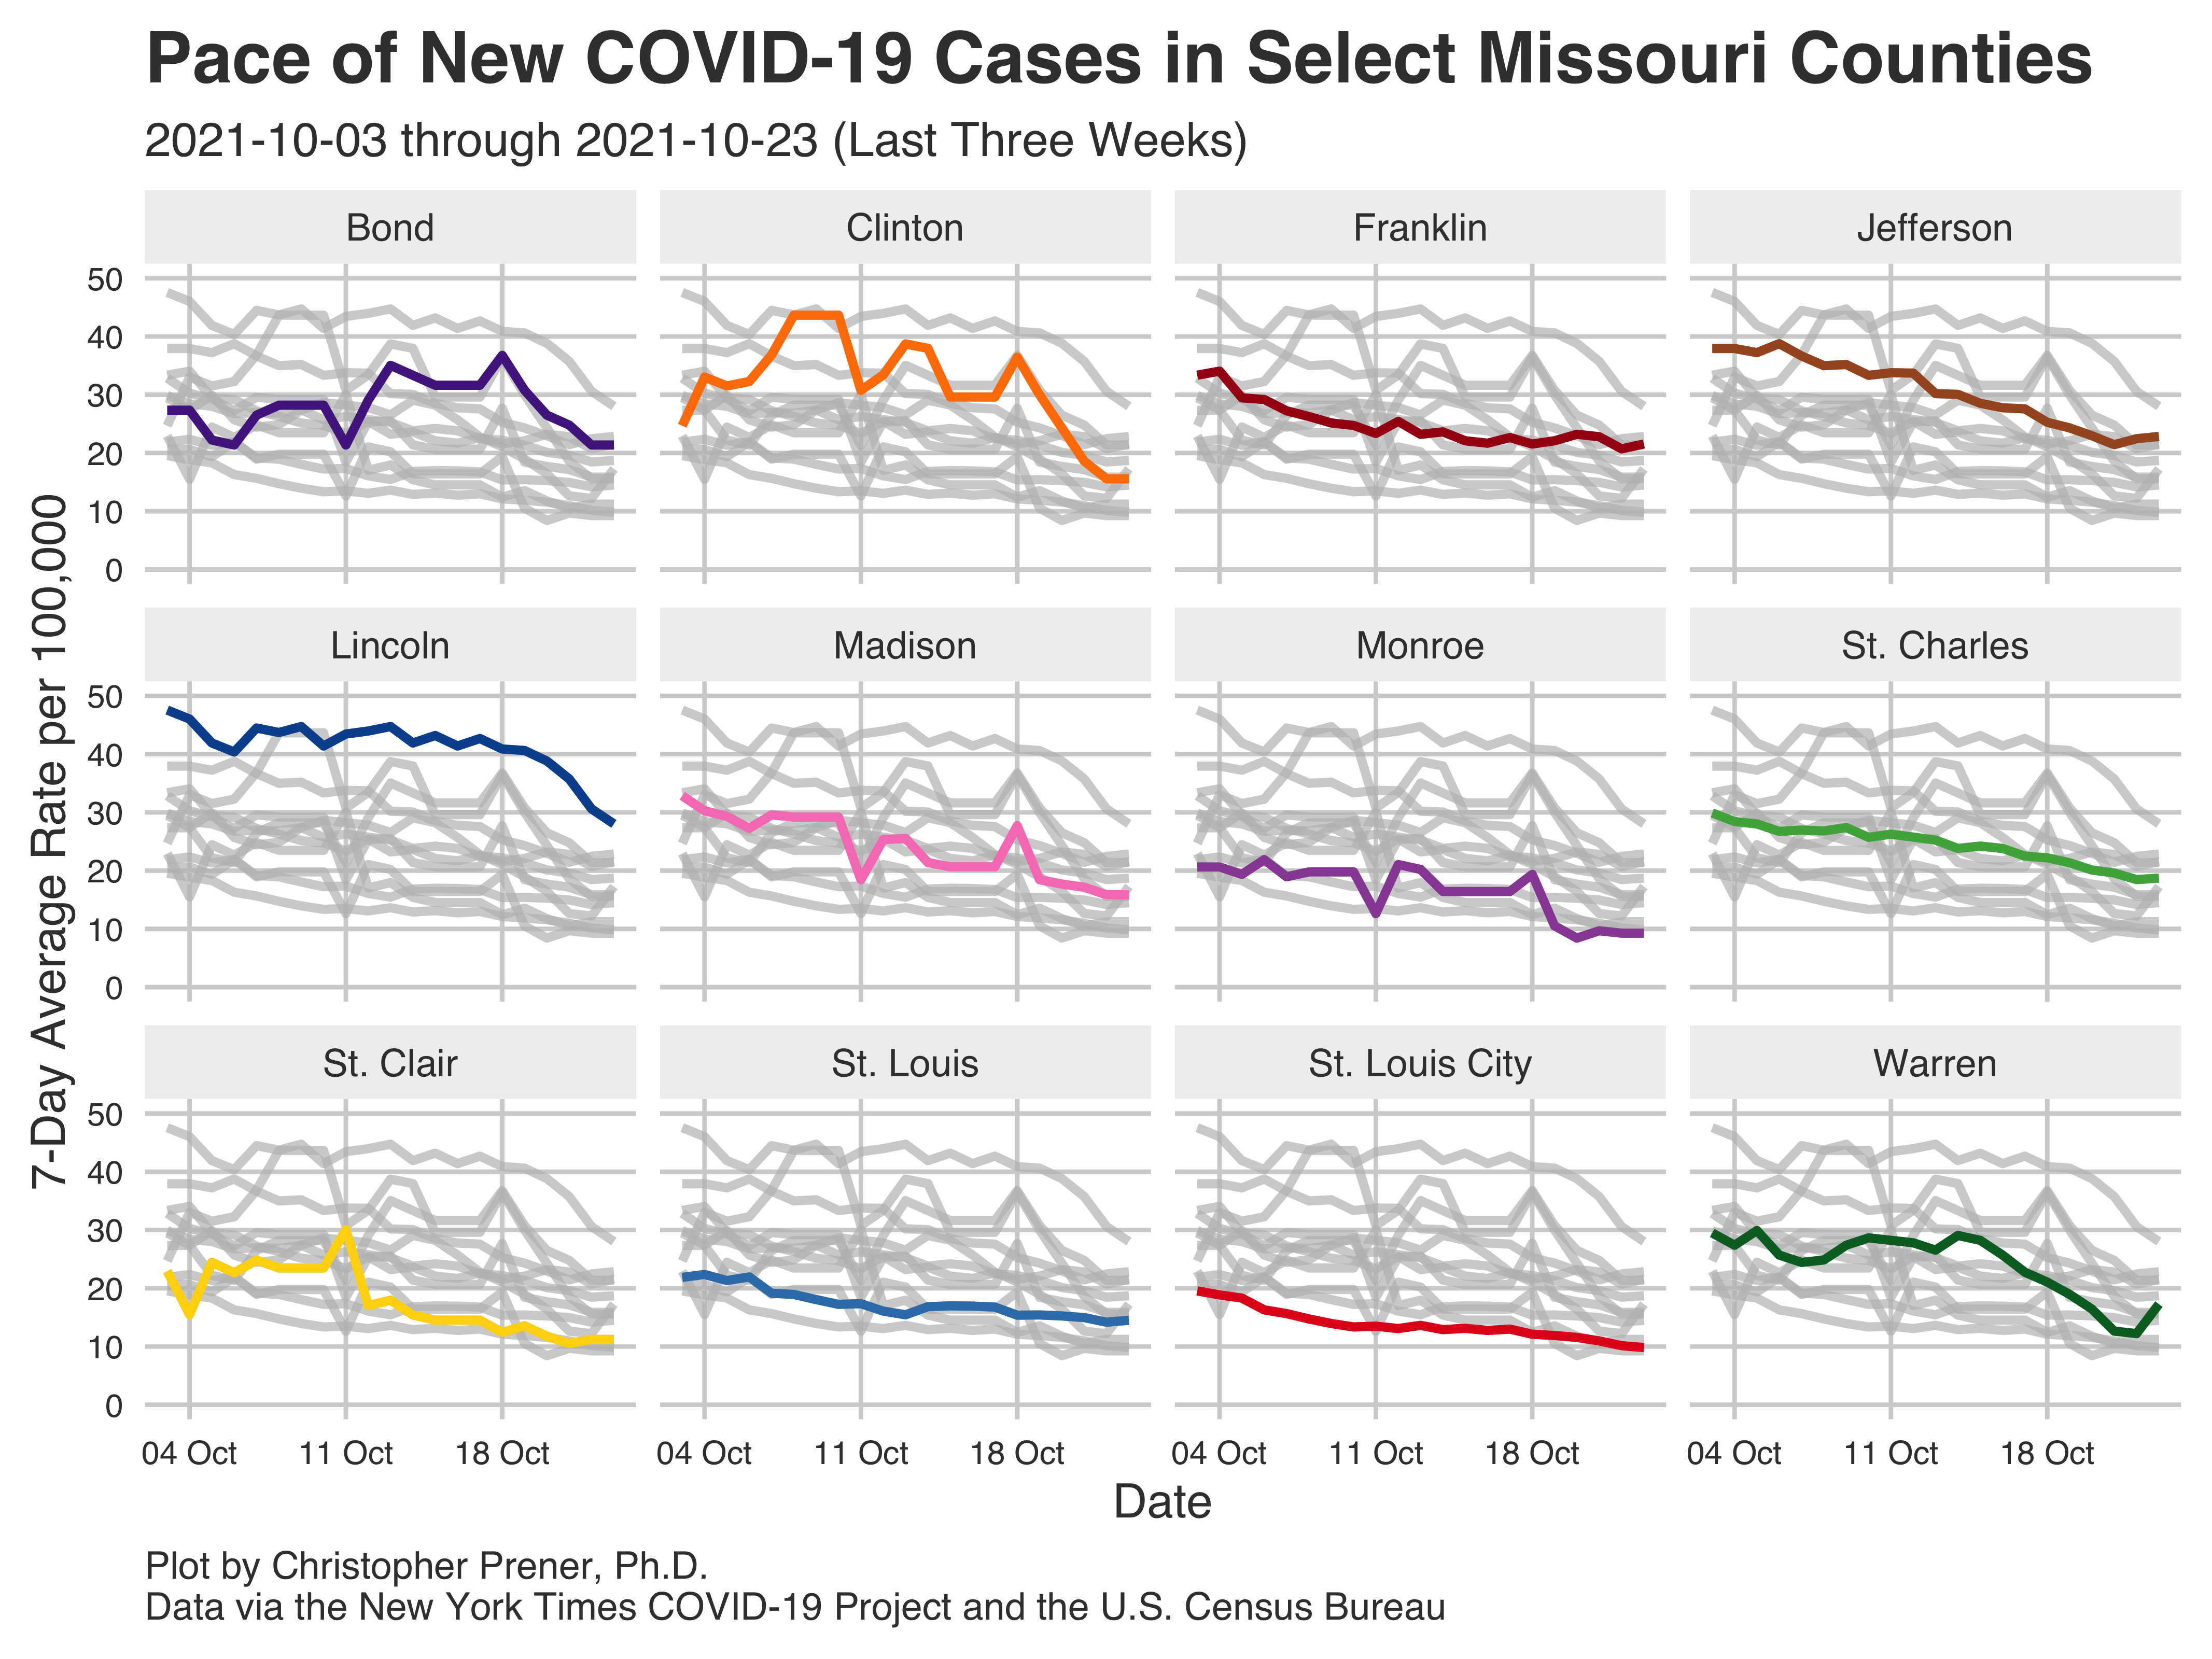 Pace of New COVID-19 Cases in Select Missouri Counties
2021-10-03 through 2021-10-23 (Last Three Weeks)
7-Day Average Rate per 100,000
Bond
Clinton
Franklin
Jefferson
50
40
30
20
10
0
Lincoln
Madison
Monroe
St. Charles
50
40
30
20
10
0
St. Clair
St. Louis
St. Louis City
Warren
50
40
30
20
10
0
04 Oct 11 Oct 18 Oct
04 Oct 11 Oct 18 Oct
04 Oct 11 Oct 18 Oct
04 Oct 11 Oct 18 Oct
Date
Plot by Christopher Prener, Ph.D.
Data via the New York Times COVID-19 Project and the U.S. Census Bureau